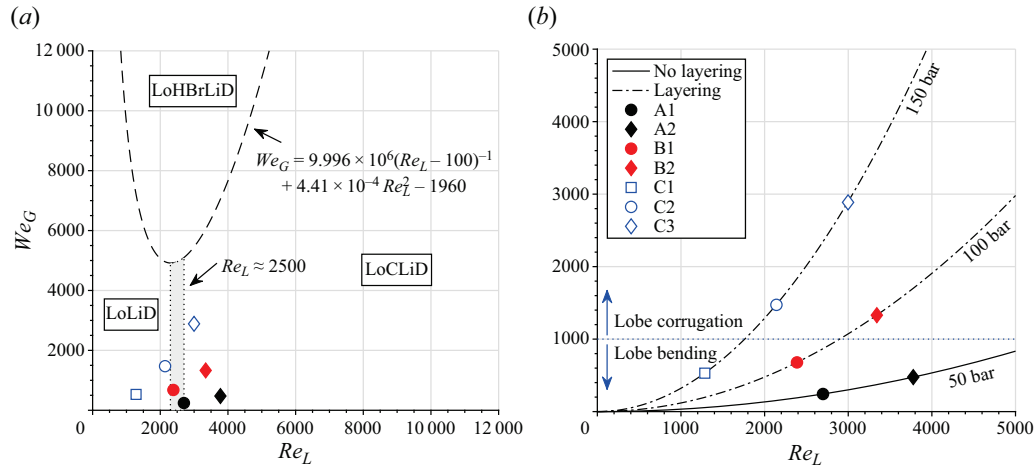 (a)
12 000
10 000
8000
6000
4000
2000
0
2000
4000
6000
8000
10 000
12 000
We_G
Re_L
LoHBrLiD
We_G = 9.996 × 10^6(Re_L – 100)^–1
+ 4.41 × 10^–4 Re_L^2 – 1960
Re_L ≈ 2500
LoCLiD
LoLiD
(b)
5000
4000
3000
2000
1000
0
1000
2000
3000
4000
5000
Re_L
No layering
Layering
A1
A2
B1
B2
C1
C2
C3
150 bar
100 bar
50 bar
Lobe corrugation
Lobe bending